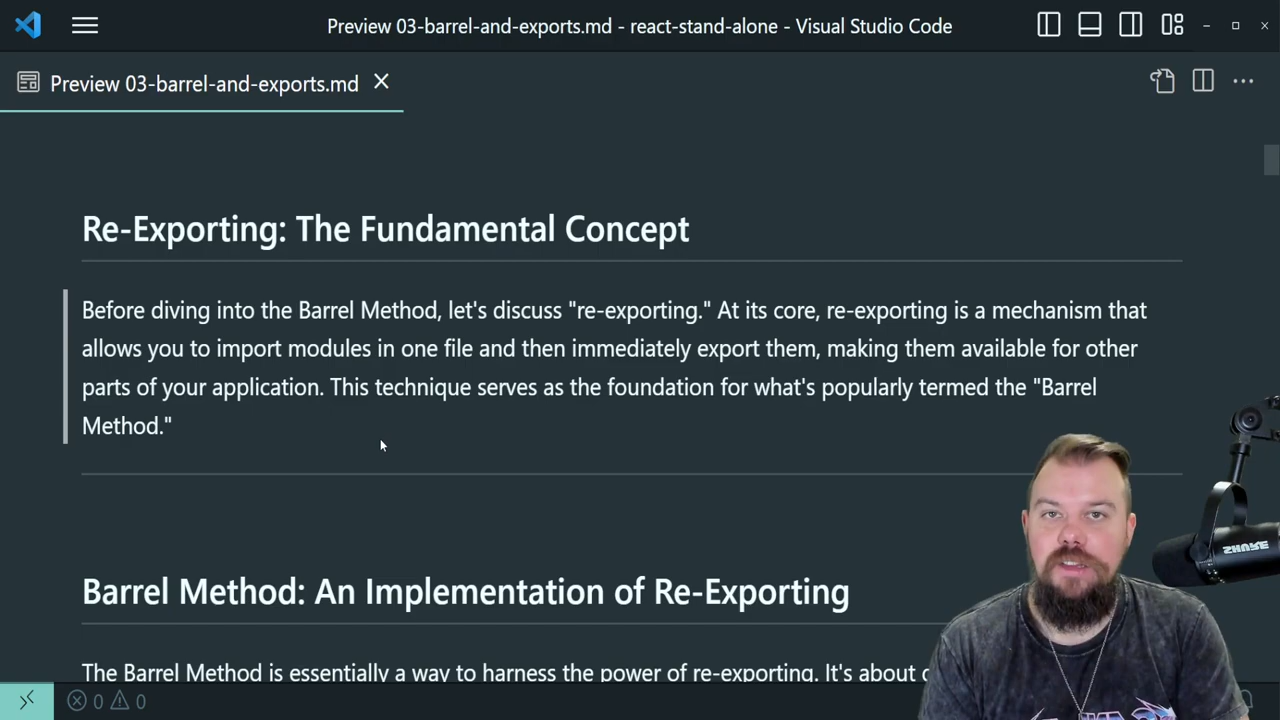 Preview 03-barrel-and-exports.md - react-stand-alone - Visual Studio Code
Preview 03-barrel-and-exports.md
Re-Exporting: The Fundamental Concept
Before diving into the Barrel Method, let's discuss "re-exporting." At its core, re-exporting is a mechanism that
allows you to import modules in one file and then immediately export them, making them available for other
parts of your application. This technique serves as the foundation for what's popularly termed the "Barrel
Method."
Barrel Method: An Implementation of Re-Exporting
The Barrel Method is essentially a way to harness the power of re-exporting. It's about
SHURE
0 0